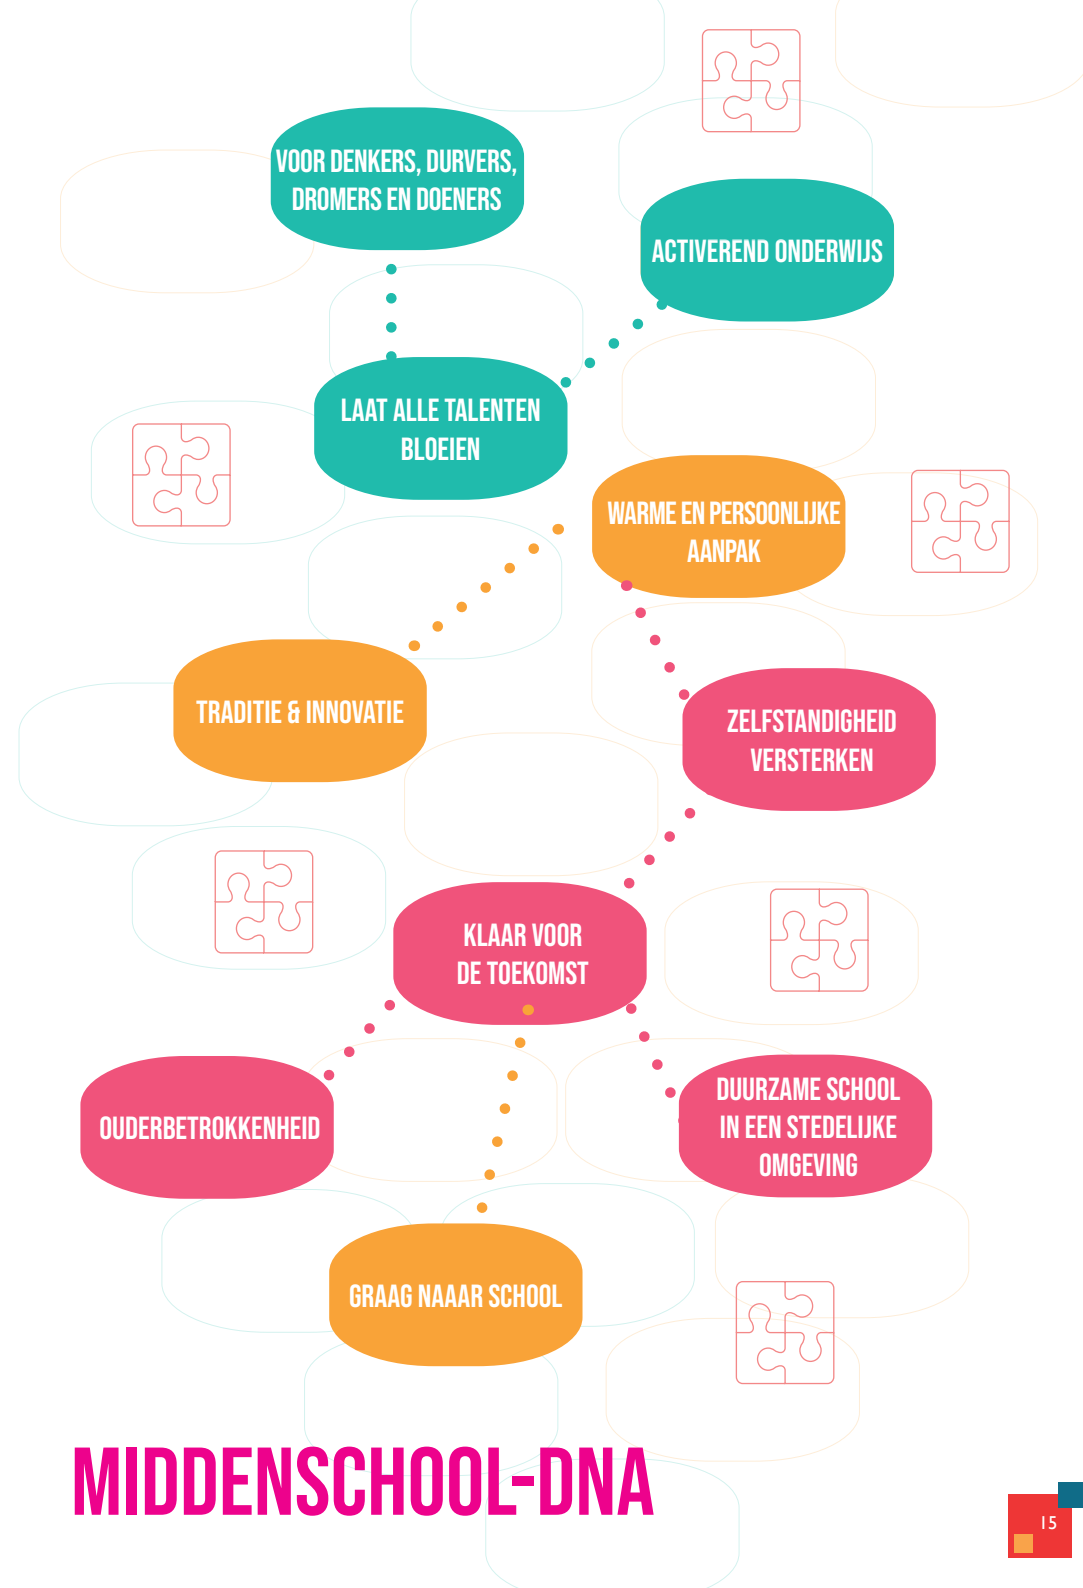 VOOR DENKERS, DURVERS,
DROMERS EN DOENERS
ACTIVEREND ONDERWIJS
LAAT ALLE TALENTEN
BLOEIEN
WARME EN PERSOONLIJKE
AANPAK
TRADITIE & INNOVATIE
ZELFSTANDIGHEID
VERSTERKEN
KLAAR VOOR
DE TOEKOMST
OUDERBETROKKENHEID
DUURZAME SCHOOL
IN EEN STEDELIJKE
OMGEVING
GRAAG NAAAR SCHOOL
MIDDENSCHOOL-DNA
15